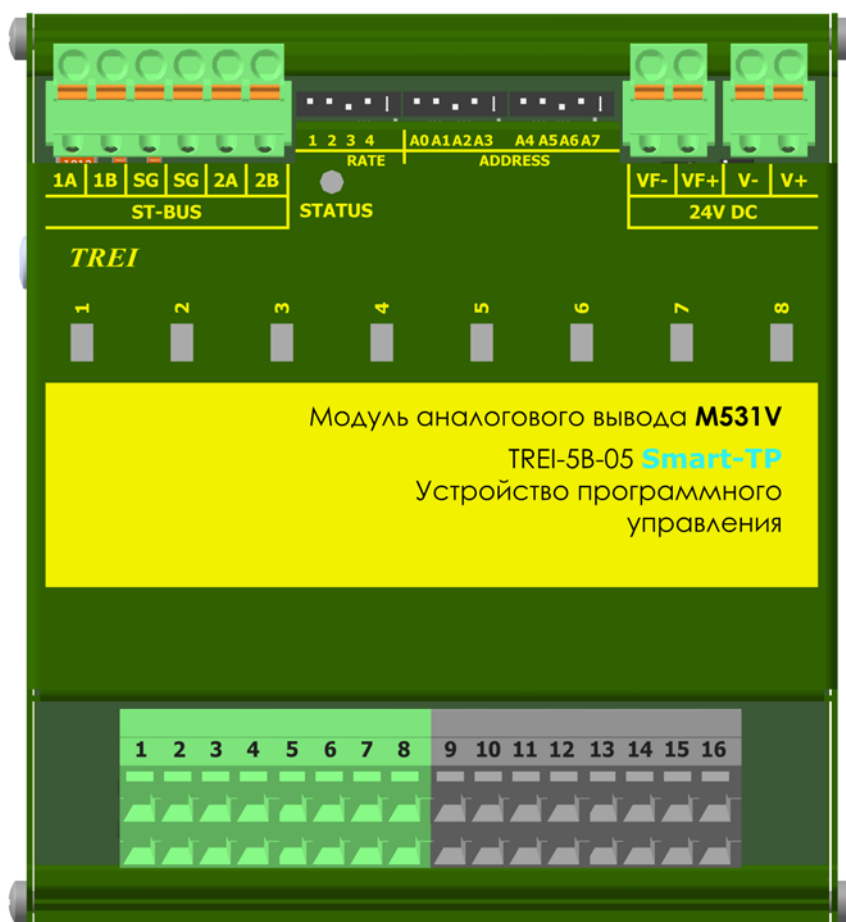 1 2 3 4 A0 A1 A2 A3 A4 A5 A6 A7
RATE ADDRESS
1A 1B SG SG 2A 2B
ST-BUS
STATUS
VF- VF+ V- V+
24V DC
TREI
1 2 3 4 5 6 7 8
Модуль аналогового вывода M531V
TREI-5B-05 Smart-TP
Устройство программного
управления
1 2 3 4 5 6 7 8 9 10 11 12 13 14 15 16